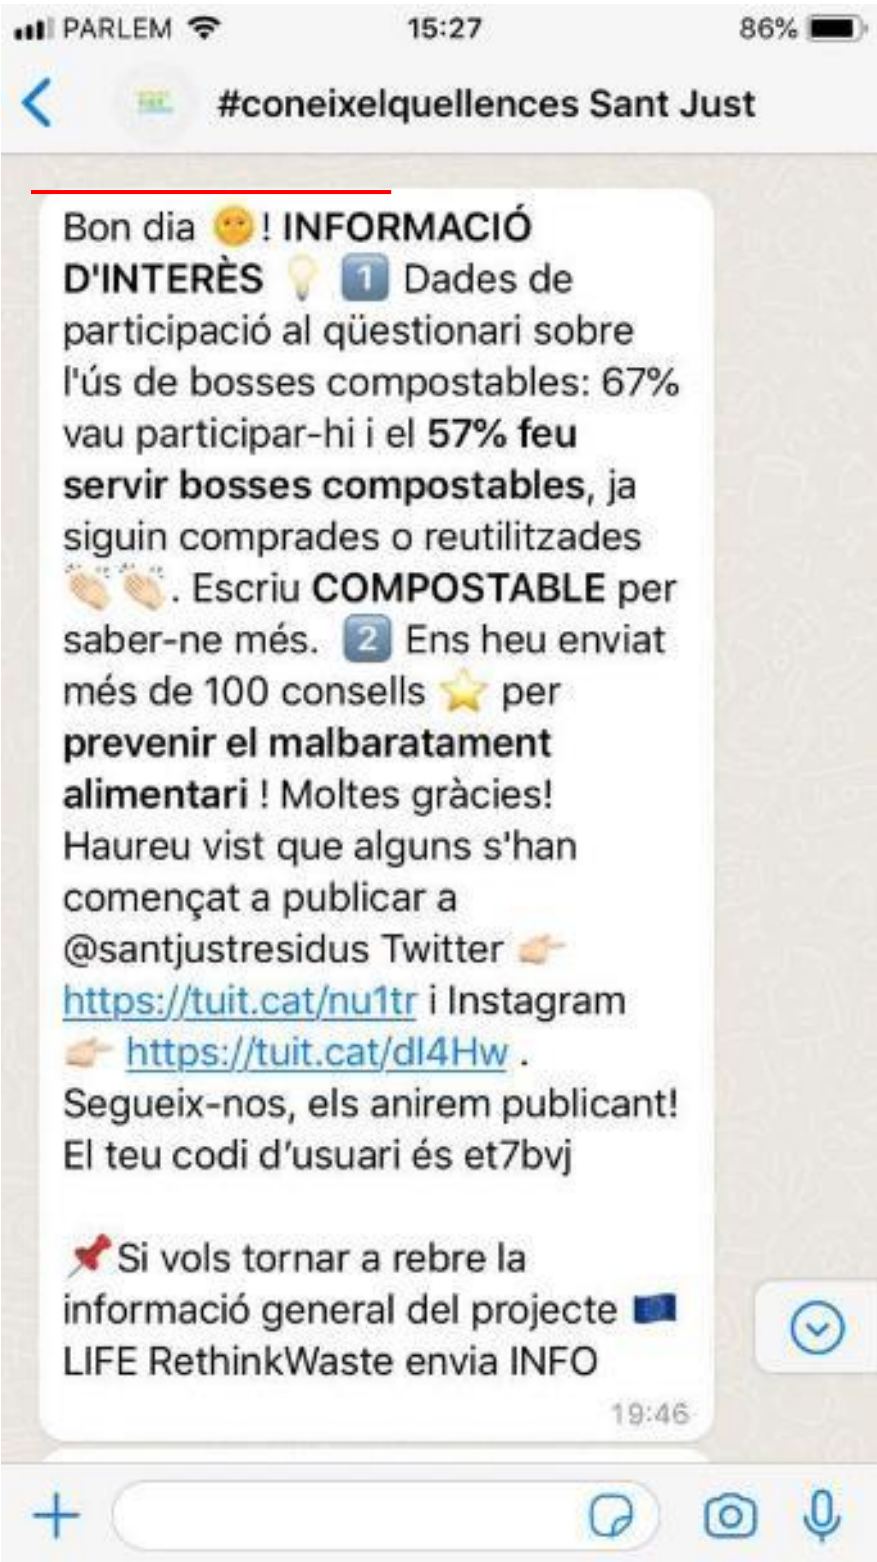 PARLEM 15:27 86%
#coneixelquellences Sant Just
Bon dia 🌞! INFORMACIÓ
D'INTERÈS 💡 1️⃣ Dades de
participació al qüestionari sobre
l'ús de bosses compostables: 67%
vau participar-hi i el 57% feu
servir bosses compostables, ja
siguin comprades o reutilitzades
👏🏻👏🏻. Escriu COMPOSTABLE per
saber-ne més. 2️⃣ Ens heu enviat
més de 100 consells ⭐ per
prevenir el malbaratament
alimentari ! Moltes gràcies!
Haureu vist que alguns s'han
començat a publicar a
@santjustresidus Twitter 👉🏻
https://tuit.cat/nu1tr i Instagram
👉🏻 https://tuit.cat/dI4Hw .
Segueix-nos, els anirem publicant!
El teu codi d’usuari és et7bvj
📌Si vols tornar a rebre la
informació general del projecte 🇪🇺
LIFE RethinkWaste envia INFO
19:46